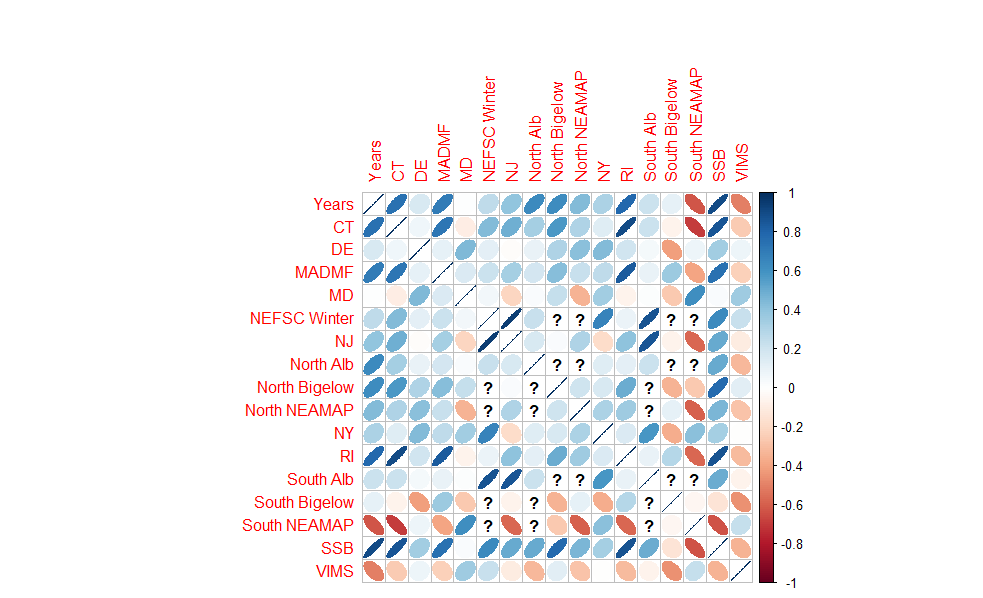 Years
CT
DE
MADMF
MD
NEFSC Winter
NJ
North Alb
North Bigelow
North NEAMAP
NY
RI
South Alb
South Bigelow
South NEAMAP
SSB
VIMS
Years
CT
DE
MADMF
MD
NEFSC Winter ? ? ? ?
NJ
North Alb ? ? ? ?
North Bigelow ? ? ?
North NEAMAP ? ? ?
NY
RI
South Alb ? ? ? ?
South Bigelow ? ? ?
South NEAMAP ? ? ?
SSB
VIMS
1
0.8
0.6
0.4
0.2
0
-0.2
-0.4
-0.6
-0.8
-1